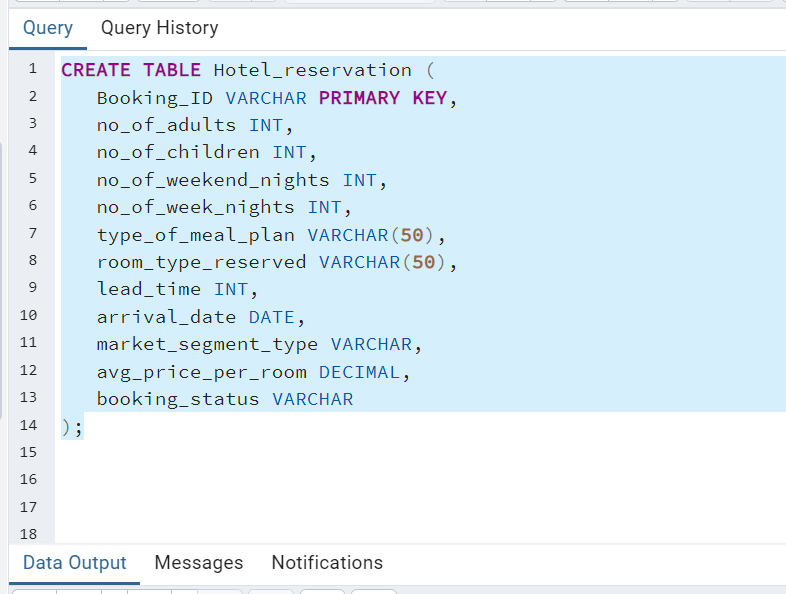 Query Query History
1 CREATE TABLE Hotel_reservation (
2 Booking_ID VARCHAR PRIMARY KEY,
3 no_of_adults INT,
4 no_of_children INT,
5 no_of_weekend_nights INT,
6 no_of_week_nights INT,
7 type_of_meal_plan VARCHAR(50),
8 room_type_reserved VARCHAR(50),
9 lead_time INT,
10 arrival_date DATE,
11 market_segment_type VARCHAR,
12 avg_price_per_room DECIMAL,
13 booking_status VARCHAR
14 );
15
16
17
18
Data Output Messages Notifications